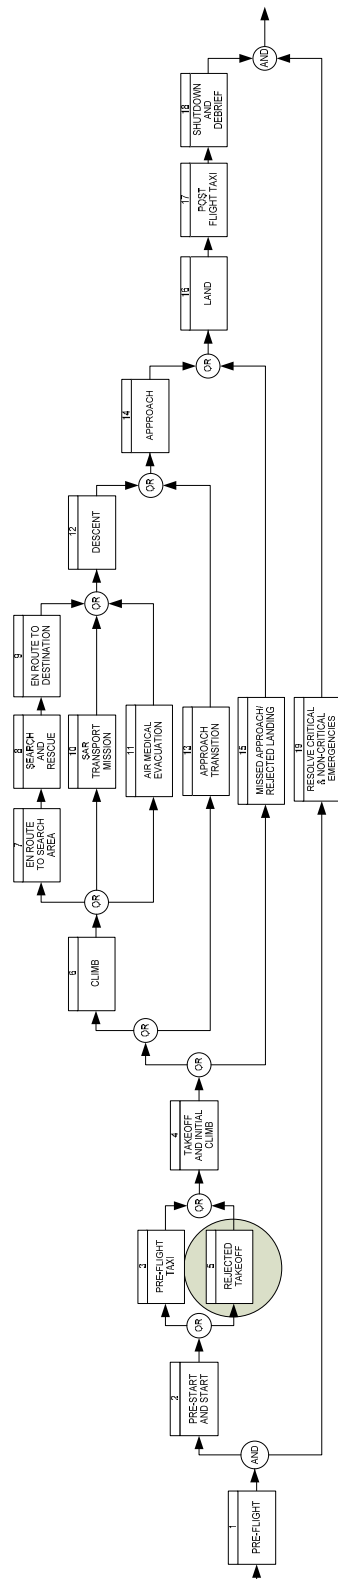 1
PRE-FLIGHT
AND
2
PRE-START
AND START
OR
3
PRE-FLIGHT
TAXI
5
REJECTED
TAKEOFF
OR
4
TAKEOFF
AND INITIAL
CLIMB
OR
OR
6
CLIMB
OR
7
EN ROUTE
TO SEARCH
AREA
8
SEARCH
AND
RESCUE
9
EN ROUTE TO
DESTINATION
10
SAR
TRANSPORT
MISSION
11
AIR MEDICAL
EVACUATION
OR
12
DESCENT
13
APPROACH
TRANSITION
OR
14
APPROACH
15
MISSED APPROACH/
REJECTED LANDING
OR
16
LAND
17
POST
FLIGHT TAXI
18
SHUTDOWN
AND
DEBRIEF
19
RESOLVE CRITICAL
& NON-CRITICAL
EMERGENCIES
AND